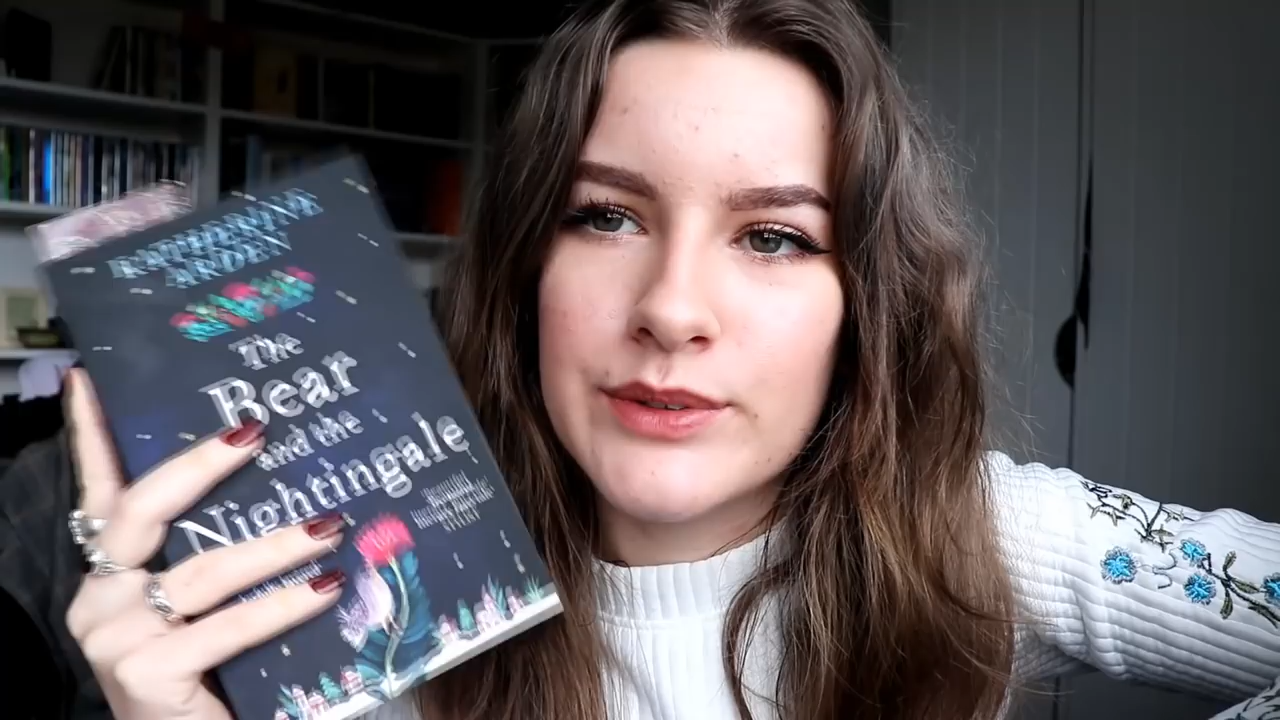 KATHERINE
ARDEN
The
Bear
and the
Nightingale